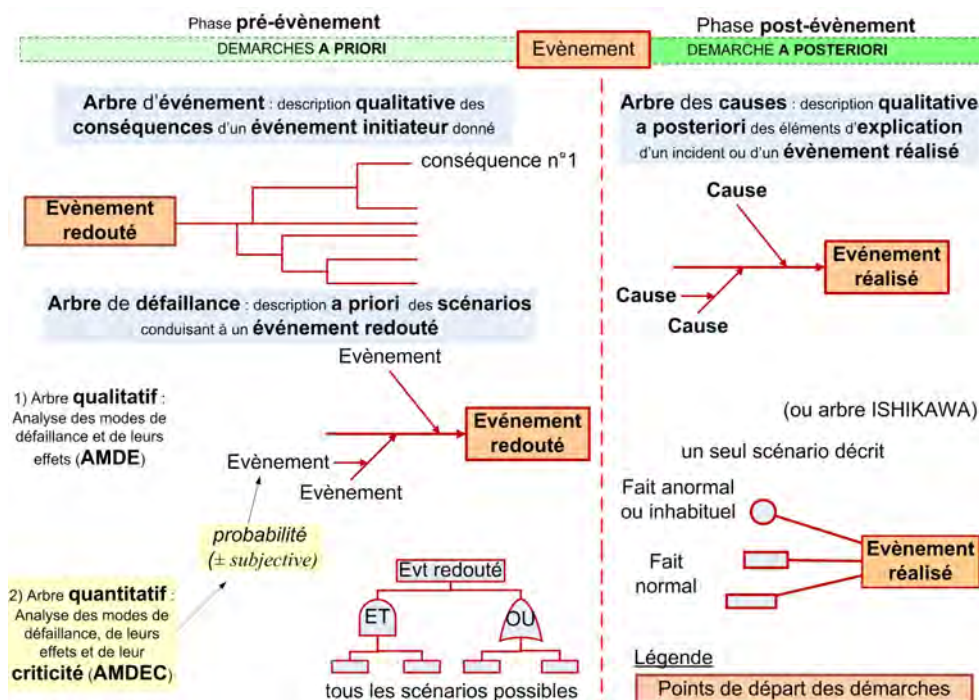 Phase pré-évènement
DEMARCHES A PRIORI
Evènement
Phase post-évènement
DEMARCHE A POSTERIORI
Arbre d'événement : description qualitative des
conséquences d'un événement initiateur donné
conséquence n°1
Evènement
redouté
Arbre de défaillance : description a priori des scénarios
conduisant à un événement redouté
Evènement
1) Arbre qualitatif :
Analyse des modes de
défaillance et de leurs
effets (AMDE)
Evénement
redouté
Evènement
Evènement
probabilité
(± subjective)
2) Arbre quantitatif :
Analyse des modes de
défaillance, de leurs
effets et de leur
criticité (AMDEC)
Evt redouté
ET
OU
tous les scénarios possibles
Arbre des causes : description qualitative
a posteriori des éléments d'explication
d'un incident ou d'un évènement réalisé
Cause
Evénement
réalisé
Cause
Cause
(ou arbre ISHIKAWA)
un seul scénario décrit
Fait anormal
ou inhabituel
Fait
normal
Evènement
réalisé
Légende
Points de départ des démarches